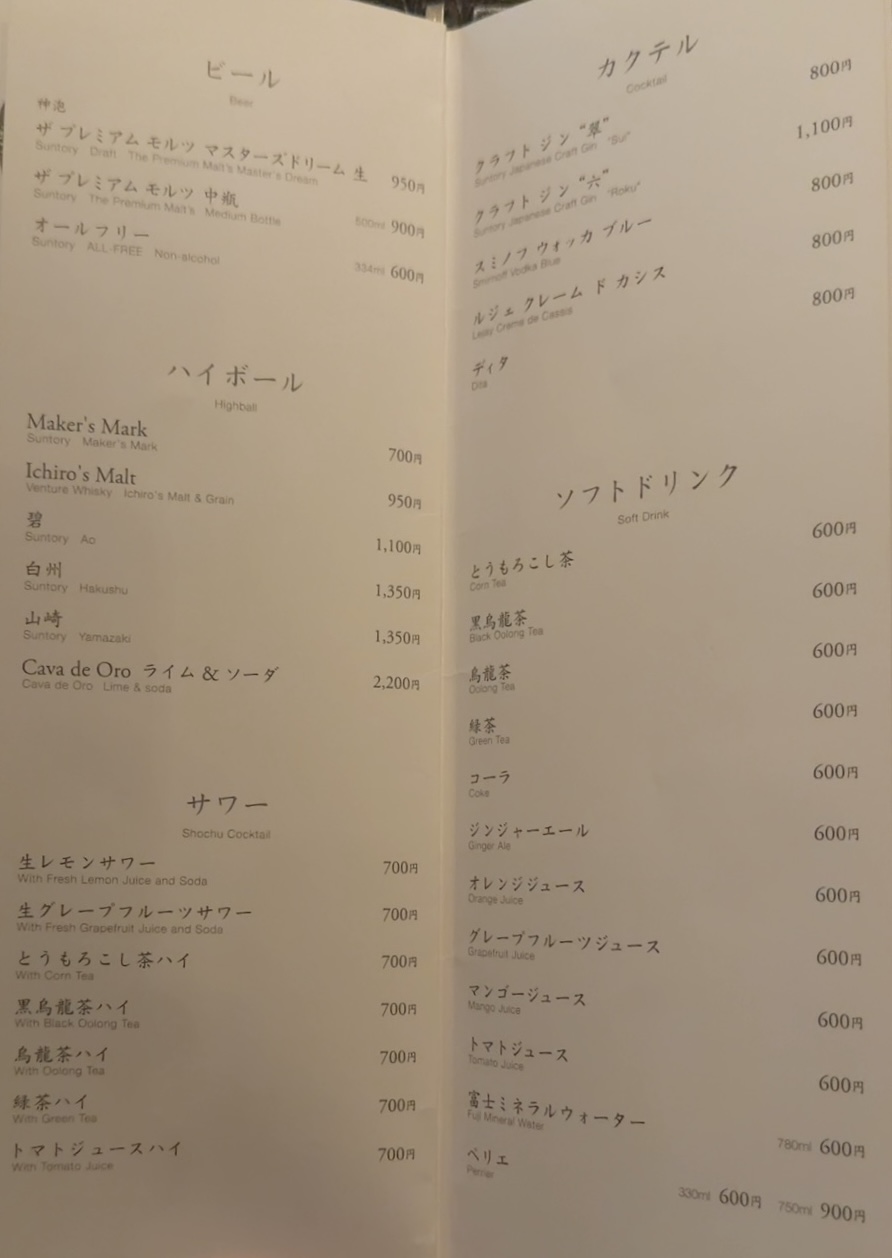 ビール
Beer
神泡
ザ プレミアム モルツ マスターズドリーム 生 950円
Suntory Draft The Premium Malt's Master's Dream
ザ プレミアム モルツ 中瓶 500ml 900円
Suntory The Premium Malt's Medium Bottle
オールフリー 334ml 600円
Suntory ALL-FREE Non-alcohol
ハイボール
Highball
Maker's Mark 700円
Suntory Maker's Mark
Ichiro's Malt 950円
Venture Whisky Ichiro's Malt & Grain
碧 1,100円
Suntory Ao
白州 1,350円
Suntory Hakushu
山崎 1,350円
Suntory Yamazaki
Cava de Oro ライム & ソーダ 2,200円
Cava de Oro Lime & soda
サワー
Shochu Cocktail
生レモンサワー 700円
With Fresh Lemon Juice and Soda
生グレープフルーツサワー 700円
With Fresh Grapefruit Juice and Soda
とうもろこし茶ハイ 700円
With Corn Tea
黒烏龍茶ハイ 700円
With Black Oolong Tea
烏龍茶ハイ 700円
With Oolong Tea
緑茶ハイ 700円
With Green Tea
トマトジュースハイ 700円
With Tomato Juice
カクテル
Cocktail
クラフト ジン “翠” 800円
Suntory Japanese Craft Gin “Sui”
クラフト ジン “六” 1,100円
Suntory Japanese Craft Gin “Roku”
スミノフ ウォッカ ブルー 800円
Smirnoff Vodka Blue
ルジェ クレーム ド カシス 800円
Lejay Creme de Cassis
ディタ 800円
Dita
ソフトドリンク
Soft Drink
とうもろこし茶 600円
Corn Tea
黒烏龍茶 600円
Black Oolong Tea
烏龍茶 600円
Oolong Tea
緑茶 600円
Green Tea
コーラ 600円
Coke
ジンジャーエール 600円
Ginger Ale
オレンジジュース 600円
Orange Juice
グレープフルーツジュース 600円
Grapefruit Juice
マンゴージュース 600円
Mango Juice
トマトジュース 600円
Tomato Juice
富士ミネラルウォーター 780ml 600円
Fuji Mineral Water
ペリエ 330ml 600円 750ml 900円
Perrier